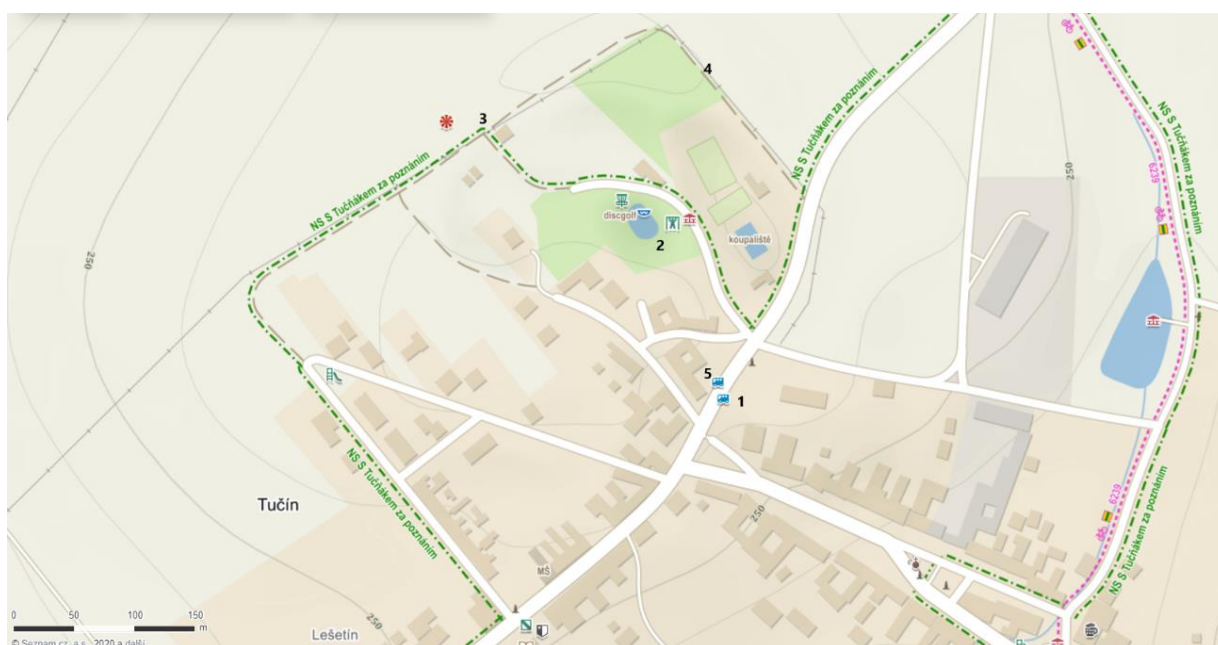 4
3
NS S Tučňákem za poznáním
NS S Tučňákem za poznáním
NS S Tučňákem za poznáním
6239
250
discgolf
2
koupaliště
250
5
1
NS S Tučňákem za poznáním
Tučín
250
6239
NS S Tučňákem za poznáním
MŠ
0 50 100 150
m
250
Lešetín
© Seznam.cz, a.s., 2020 a další